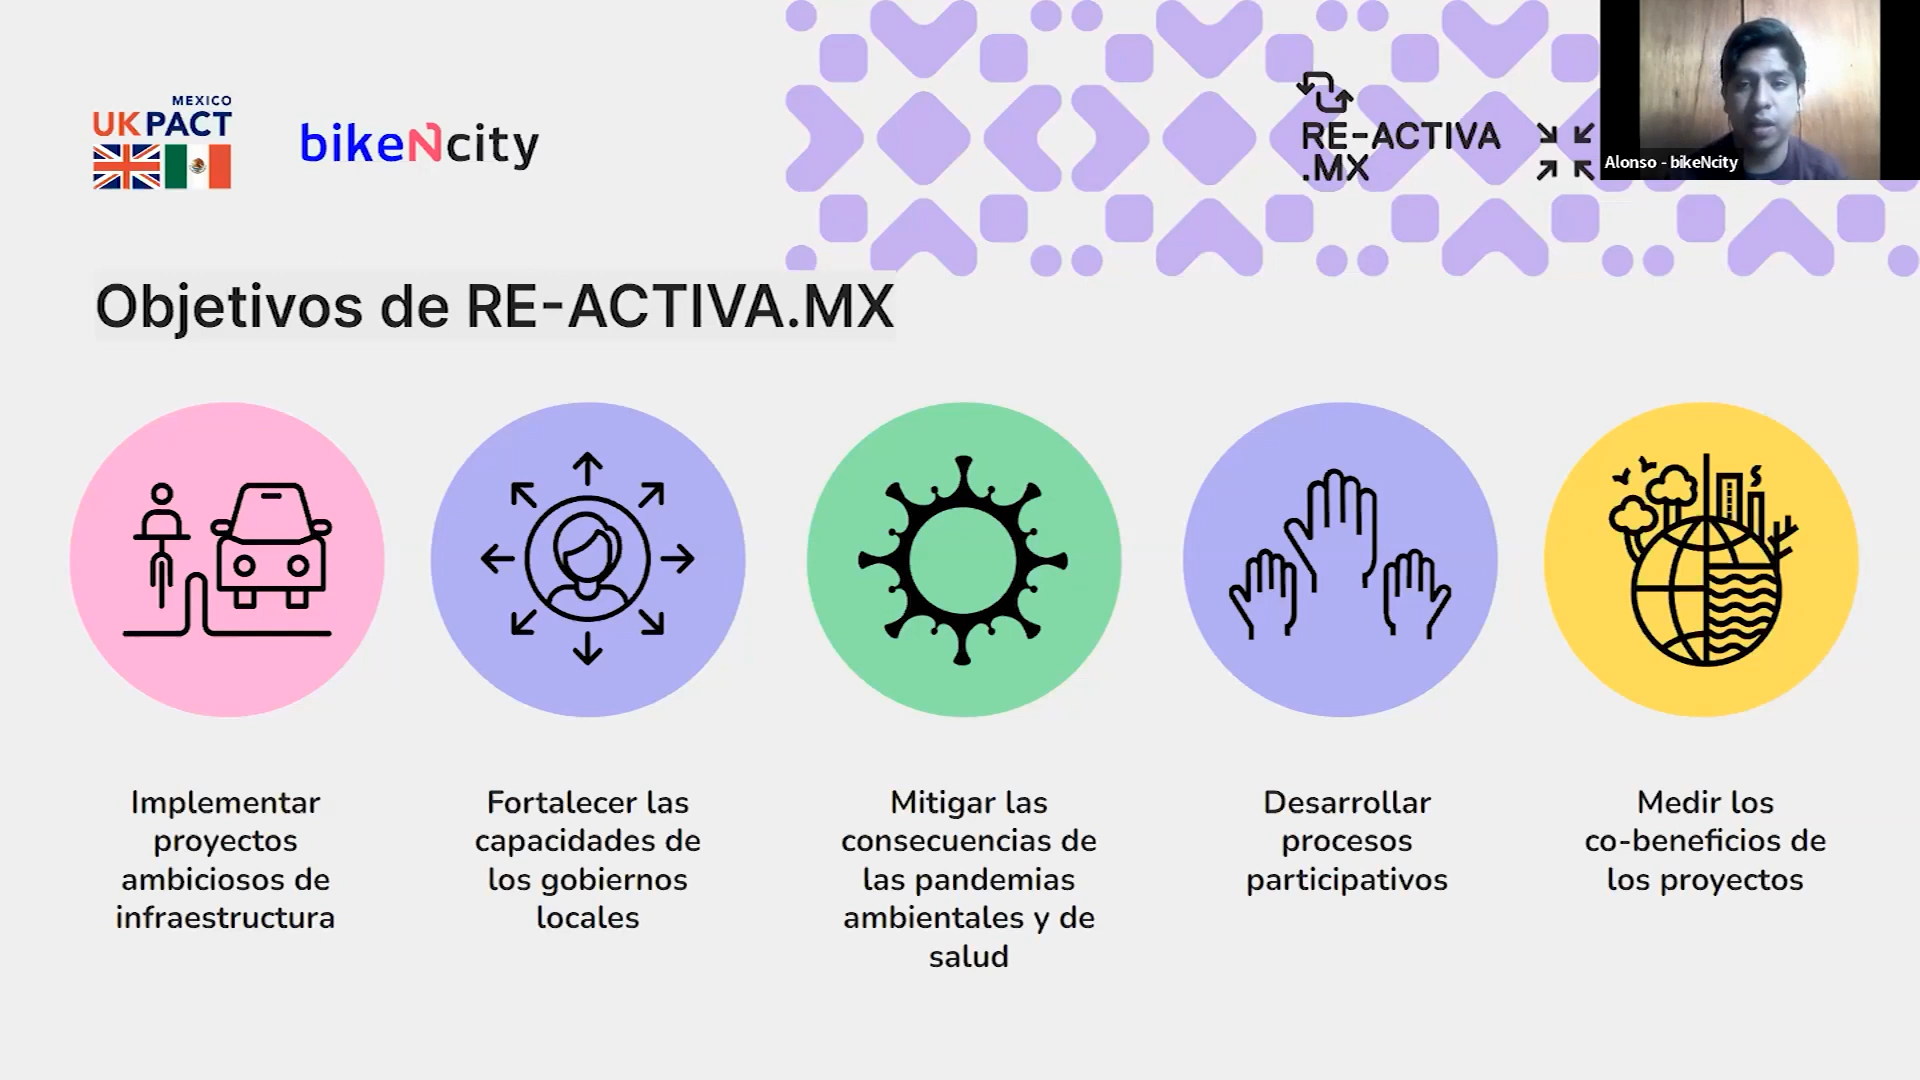 MEXICO
UK PACT
bikeNcity
RE-ACTIVA
.MX
Alonso - bikeNcity
Objetivos de RE-ACTIVA.MX
Implementar
proyectos
ambiciosos de
infraestructura
Fortalecer las
capacidades de
los gobiernos
locales
Mitigar las
consecuencias de
las pandemias
ambientales y de
salud
Desarrollar
procesos
participativos
Medir los
co-beneficios de
los proyectos